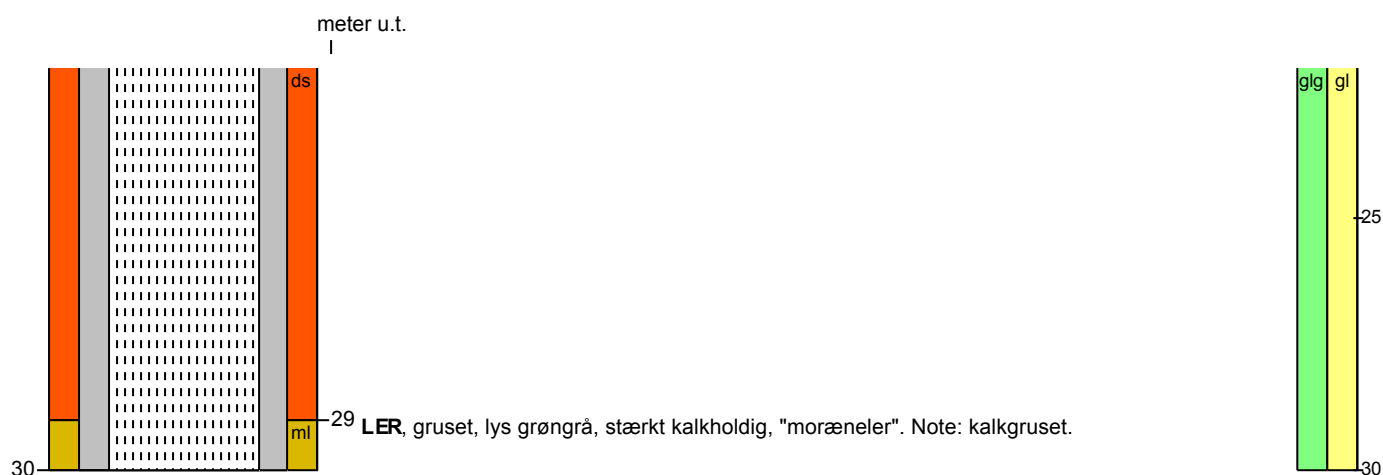 meter u.t.
ds
glg gl
25
29 LER, gruset, lys grøngrå, stærkt kalkholdig, "moræneler". Note: kalkgruset.
ml
30
30